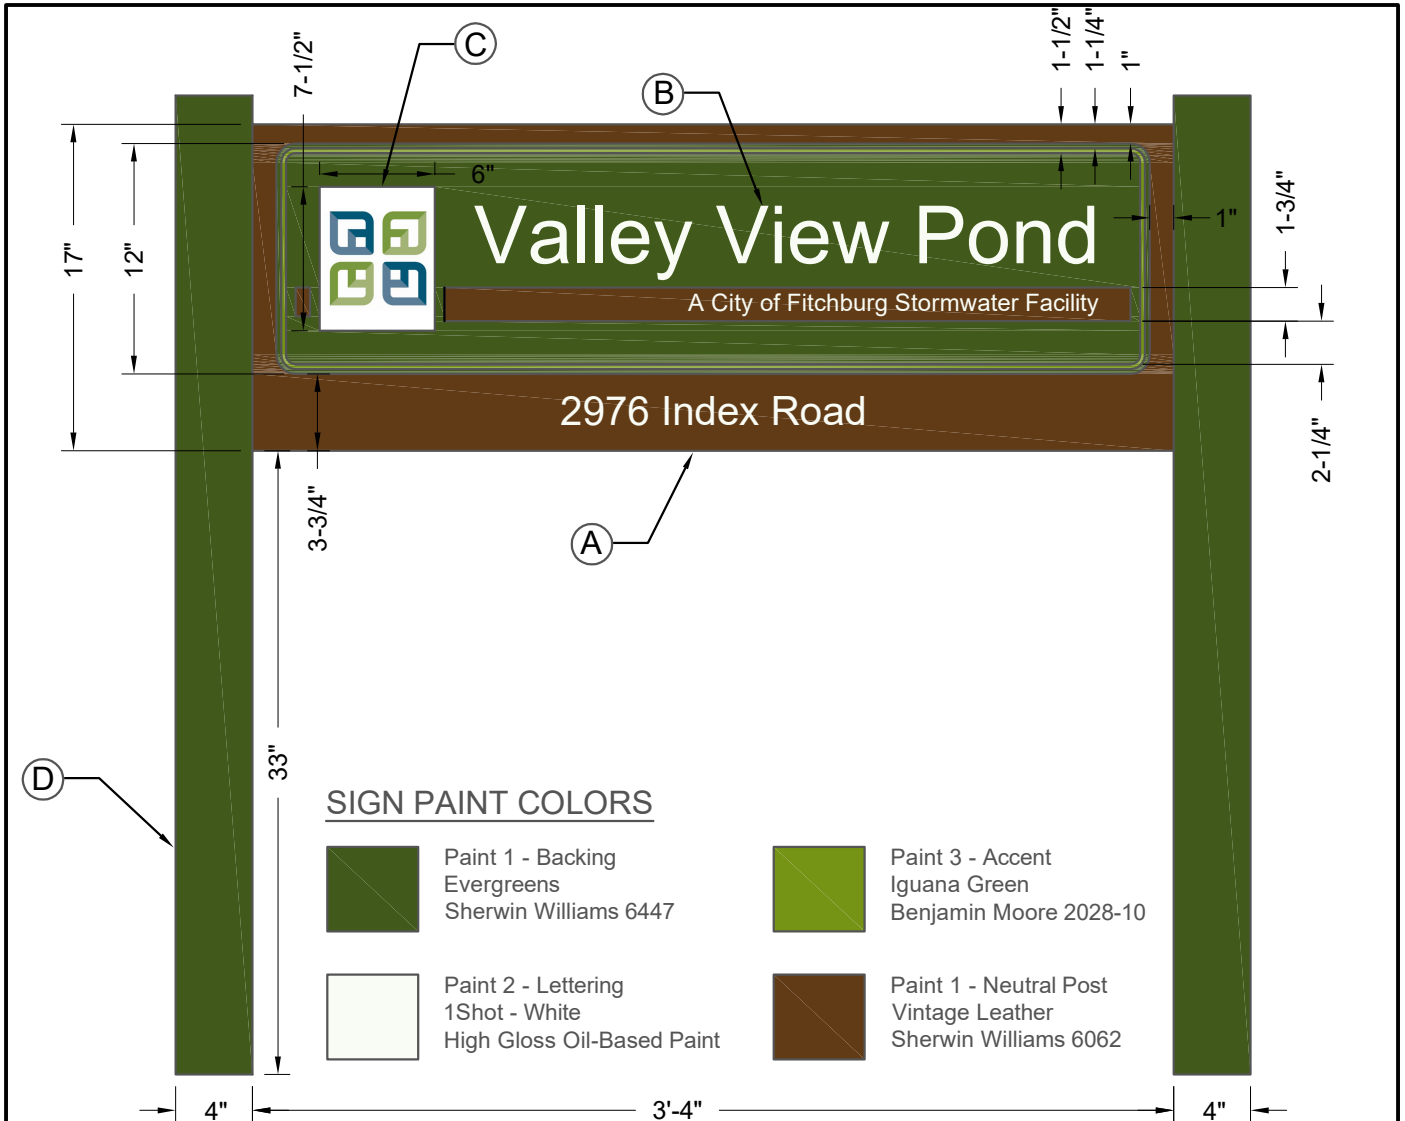 C
B
7-1/2"
1-1/2"
1-1/4"
1"
6"
Valley View Pond
1"
1-3/4"
17"
12"
A City of Fitchburg Stormwater Facility
2976 Index Road
2-1/4"
3-3/4"
A
33"
D
SIGN PAINT COLORS
Paint 1 - Backing
Evergreens
Sherwin Williams 6447
Paint 3 - Accent
Iguana Green
Benjamin Moore 2028-10
Paint 2 - Lettering
1Shot - White
High Gloss Oil-Based Paint
Paint 1 - Neutral Post
Vintage Leather
Sherwin Williams 6062
4"
3'-4"
4"